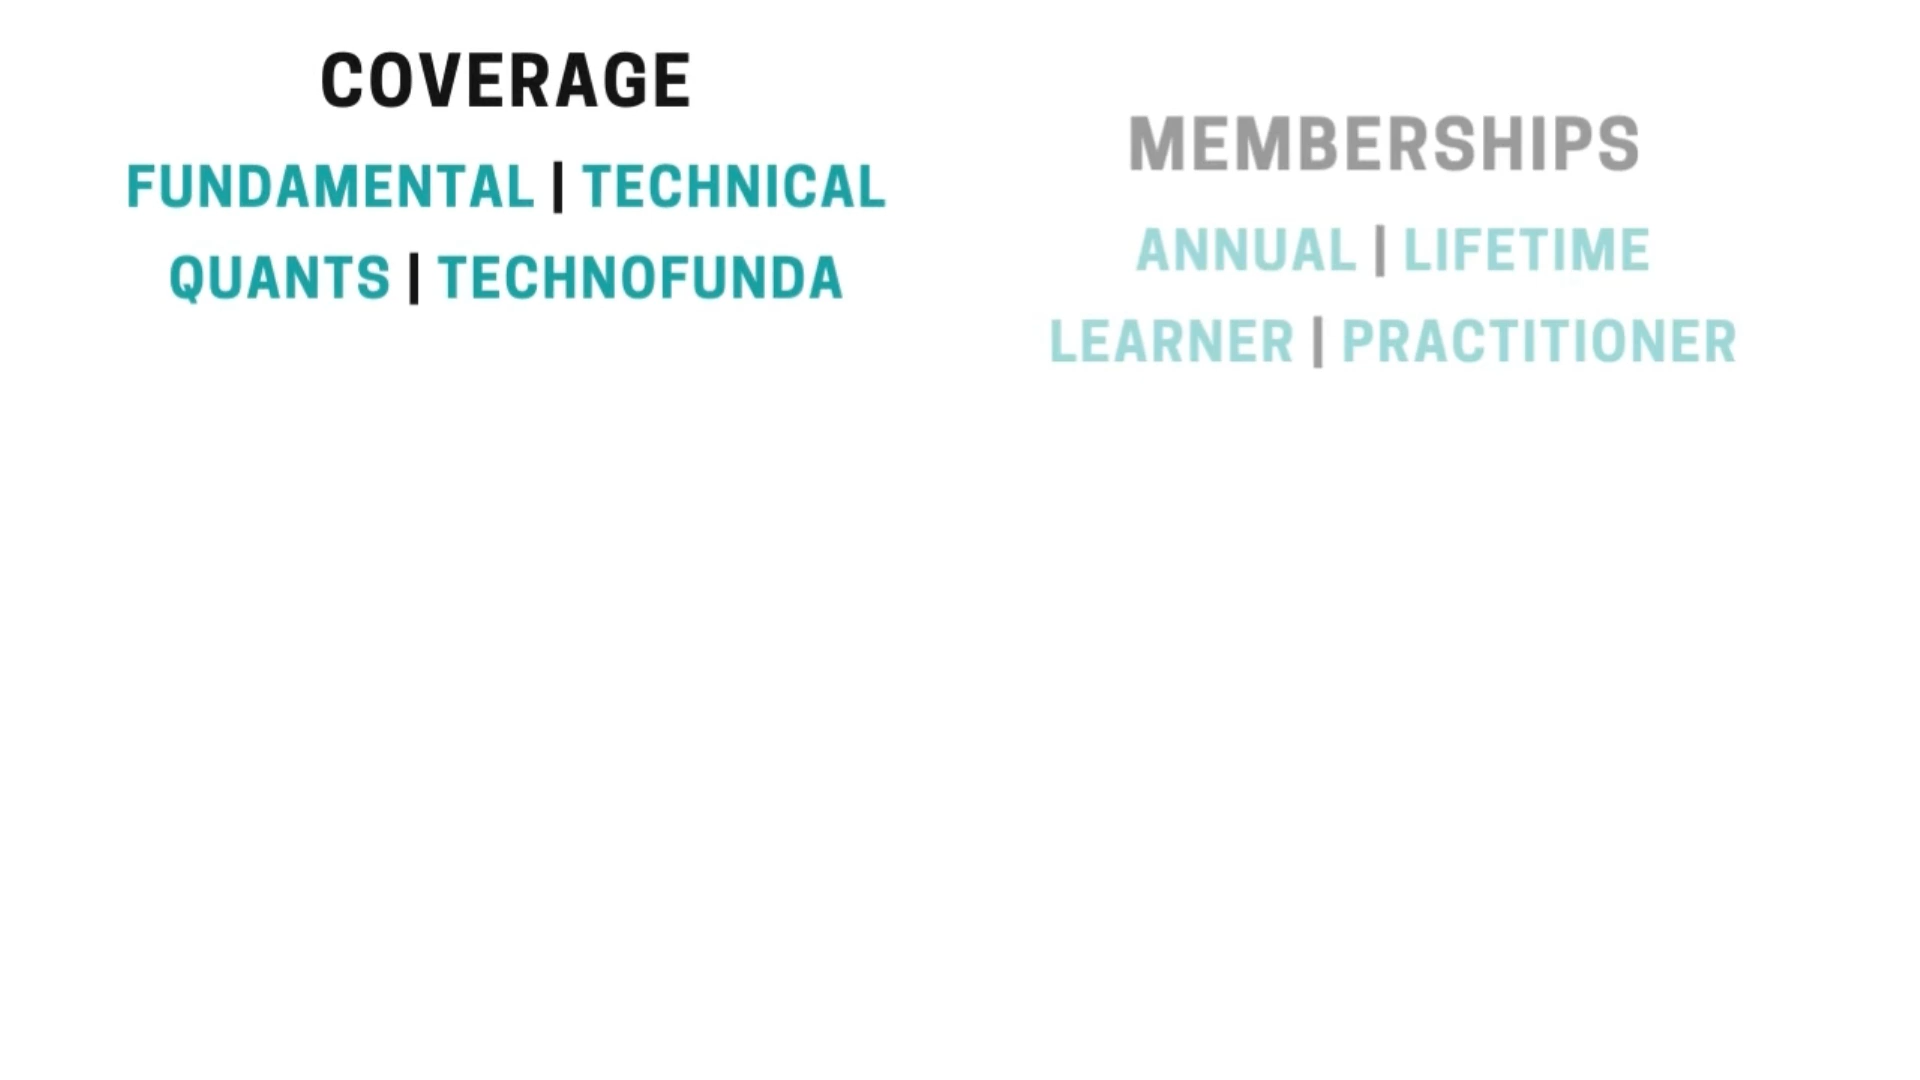 COVERAGE
FUNDAMENTAL | TECHNICAL
QUANTS | TECHNOFUNDA
MEMBERSHIPS
ANNUAL | LIFETIME
LEARNER | PRACTITIONER